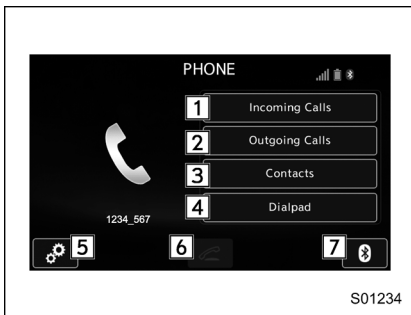 PHONE
1 Incoming Calls
2 Outgoing Calls
3 Contacts
4 Dialpad
1234_567
5 6 7
S01234